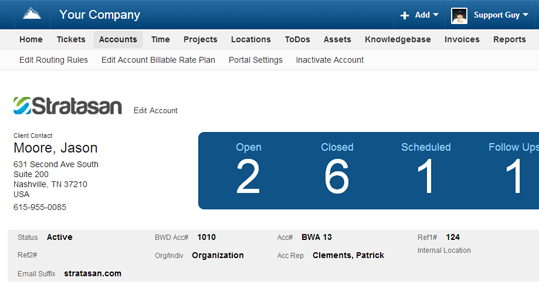 Your Company
Add
Support Guy
Home Tickets Accounts Time Projects Locations ToDos Assets Knowledgebase Invoices Reports
Edit Routing Rules Edit Account Billable Rate Plan Portal Settings Inactivate Account
Stratasan Edit Account
Client Contact
Moore, Jason
631 Second Ave South
Suite 200
Nashville, TN 37210
USA
615-955-0085
Open Closed Scheduled Follow Ups
2 6 1 1
Status Active BWD Acc# 1010 Acc# BWA 13 Ref1# 124
Ref2# Org/Indiv Organization Acc Rep Clements, Patrick Internal Location
Email Suffix stratasan.com